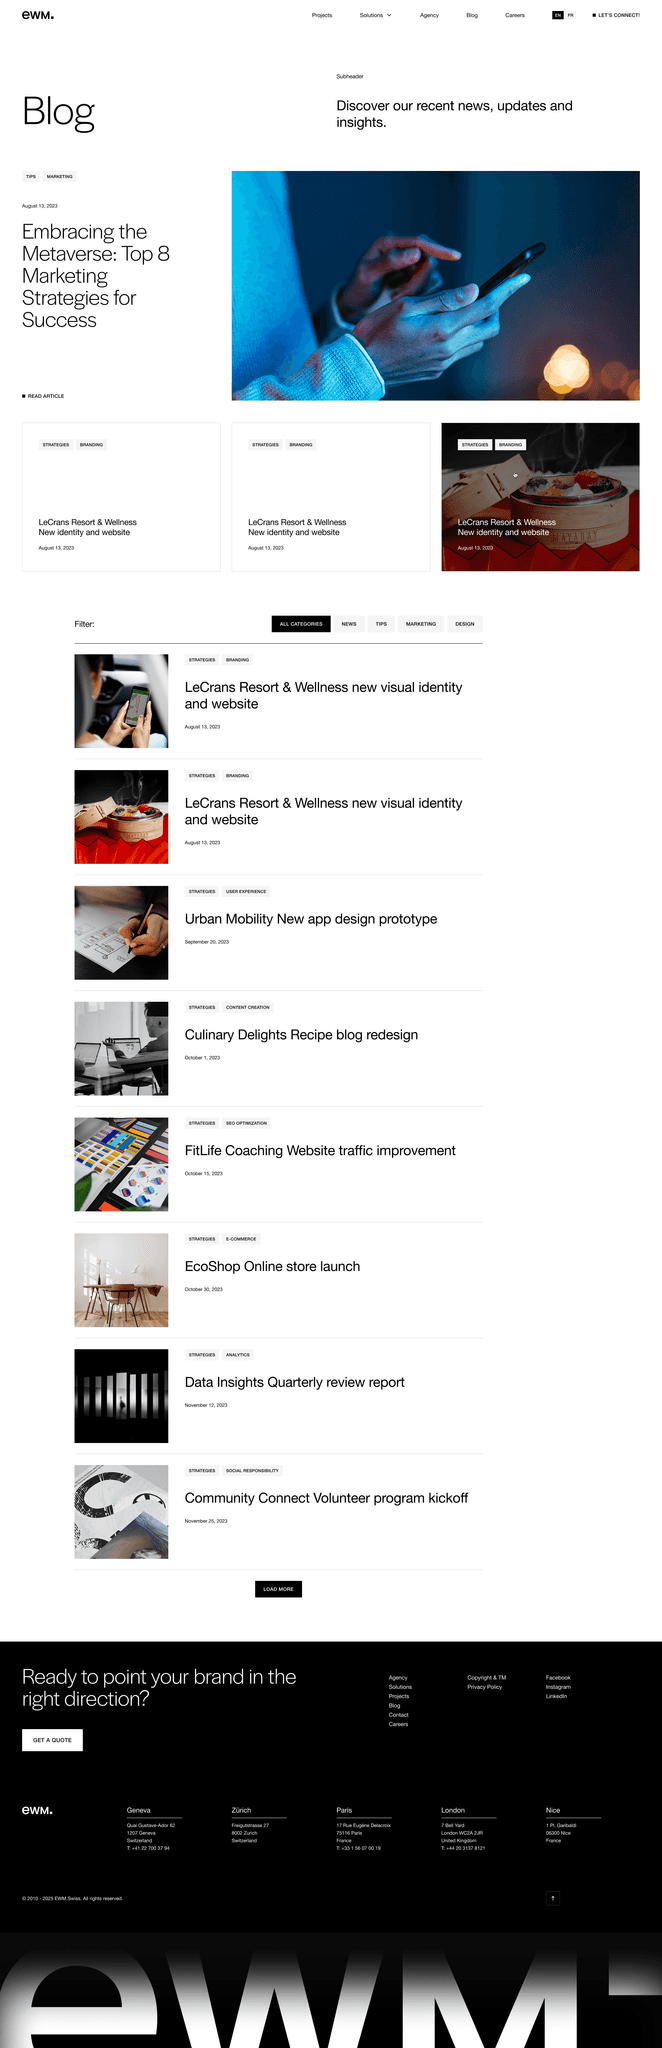 ewm.
Projects
Solutions
Agency
Blog
Careers
EN
FR
LET'S CONNECT!
Subheader
Blog
Discover our recent news, updates and
insights.
TIPS
MARKETING
August 13, 2023
Embracing the
Metaverse: Top 8
Marketing
Strategies for
Success
READ ARTICLE
STRATEGIES
BRANDING
LeCrans Resort & Wellness
New identity and website
August 13, 2023
STRATEGIES
BRANDING
LeCrans Resort & Wellness
New identity and website
August 13, 2023
STRATEGIES
BRANDING
LeCrans Resort & Wellness
New identity and website
August 13, 2023
Filter:
ALL CATEGORIES
NEWS
TIPS
MARKETING
DESIGN
STRATEGIES
BRANDING
LeCrans Resort & Wellness new visual identity
and website
August 13, 2023
STRATEGIES
BRANDING
LeCrans Resort & Wellness new visual identity
and website
August 13, 2023
STRATEGIES
USER EXPERIENCE
Urban Mobility New app design prototype
September 20, 2023
STRATEGIES
CONTENT CREATION
Culinary Delights Recipe blog redesign
October 1, 2023
STRATEGIES
SEO OPTIMIZATION
FitLife Coaching Website traffic improvement
October 15, 2023
STRATEGIES
E-COMMERCE
EcoShop Online store launch
October 30, 2023
STRATEGIES
ANALYTICS
Data Insights Quarterly review report
November 12, 2023
STRATEGIES
SOCIAL RESPONSIBILITY
Community Connect Volunteer program kickoff
November 25, 2023
LOAD MORE
Ready to point your brand in the
right direction?
GET A QUOTE
Agency
Solutions
Projects
Blog
Contact
Careers
Copyright & TM
Privacy Policy
Facebook
Instagram
LinkedIn
ewm.
Geneva
Quai Gustave-Ador 62
1207 Geneva
Switzerland
T: +41 22 700 37 94
Zürich
Freigutstrasse 27
8002 Zurich
Switzerland
Paris
17 Rue Eugène Delacroix
75116 Paris
France
T: +33 1 56 07 00 19
London
7 Bell Yard
London WC2A 2JR
United Kingdom
T: +44 20 3137 8121
Nice
1 Pl. Garibaldi
06300 Nice
France
© 2010 - 2025 EWM.Swiss. All rights reserved.
ewm